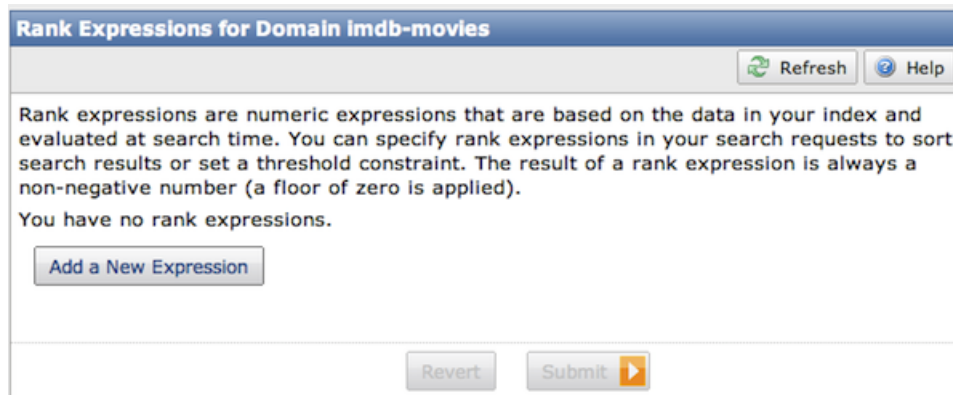 Rank Expressions for Domain imdb-movies
Refresh Help
Rank expressions are numeric expressions that are based on the data in your index and
evaluated at search time. You can specify rank expressions in your search requests to sort
search results or set a threshold constraint. The result of a rank expression is always a
non-negative number (a floor of zero is applied).
You have no rank expressions.
Add a New Expression
Revert Submit